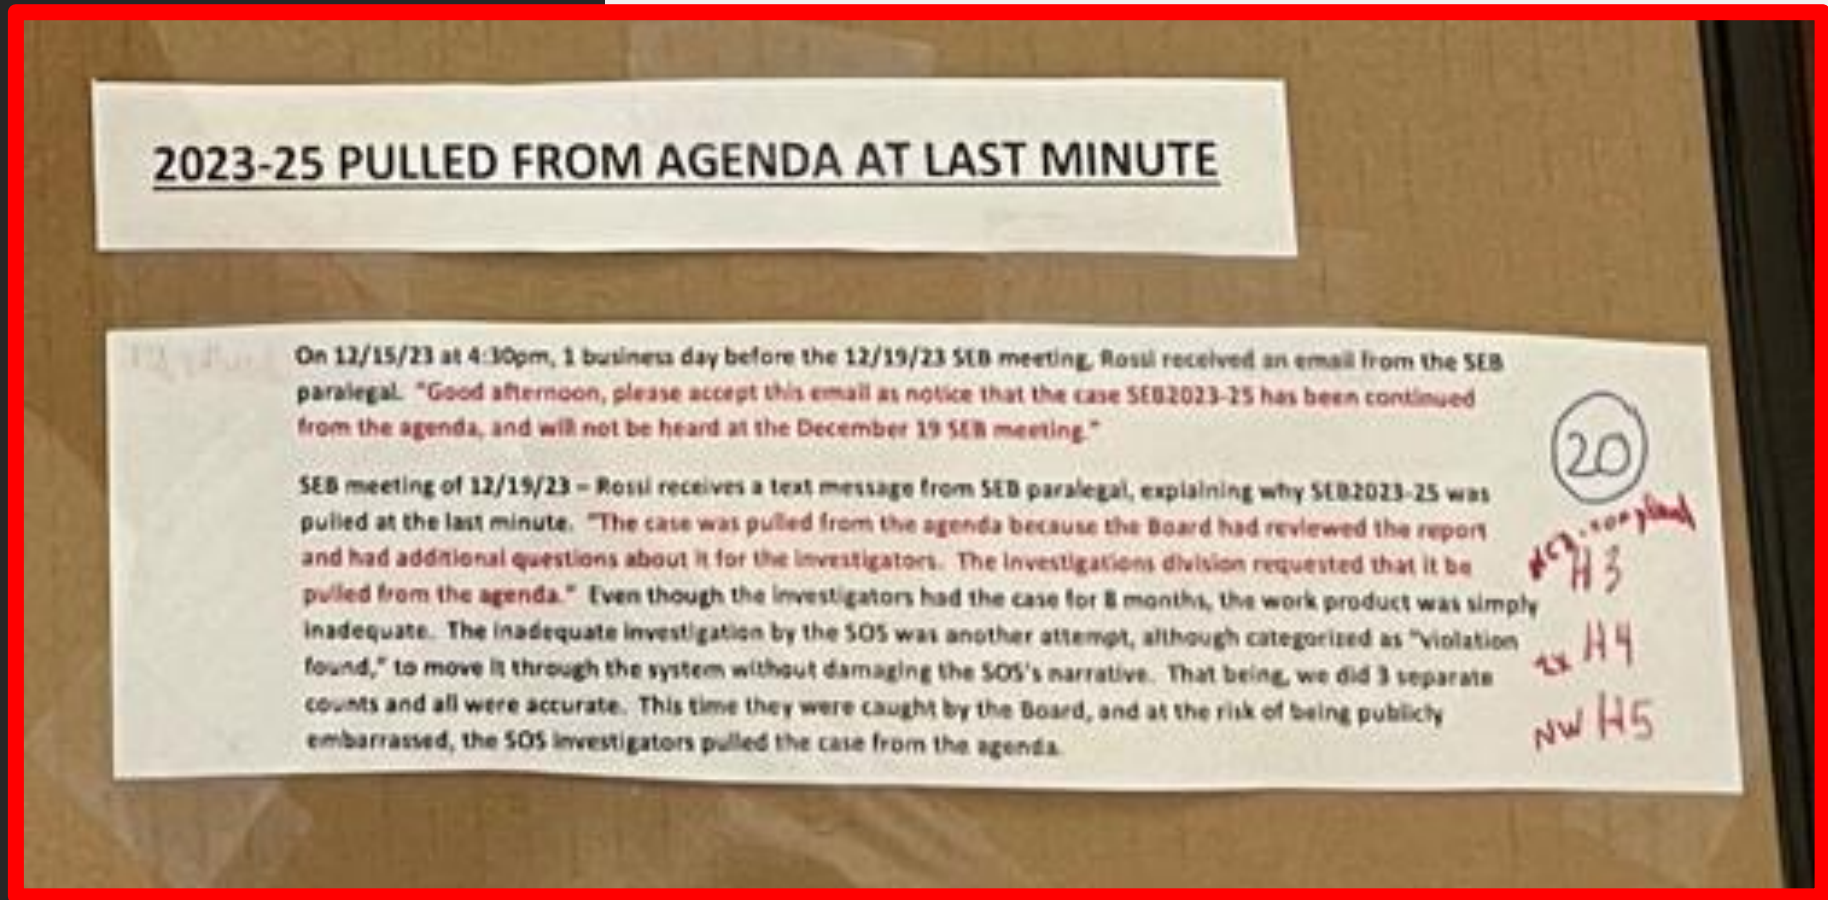 2023-25 PULLED FROM AGENDA AT LAST MINUTE
On 12/15/23 at 4:30pm, 1 business day before the 12/19/23 SEB meeting, Rossi received an email from the SEB
paralegal. "Good afternoon, please accept this email as notice that the case SEB2023-25 has been continued
from the agenda, and will not be heard at the December 19 SEB meeting."
SEB meeting of 12/19/23 – Rossi receives a text message from SEB paralegal, explaining why SEB2023-25 was
pulled at the last minute. "The case was pulled from the agenda because the Board had reviewed the report
and had additional questions about it for the investigators. The Investigations division requested that it be
pulled from the agenda." Even though the investigators had the case for 8 months, the work product was simply
inadequate. The inadequate investigation by the SOS was another attempt, although categorized as "violation
found," to move it through the system without damaging the SOS's narrative. That being, we did 3 separate
counts and all were accurate. This time they were caught by the Board, and at the risk of being publicly
embarrassed, the SOS investigators pulled the case from the agenda.
20
H3
H4
NW H5